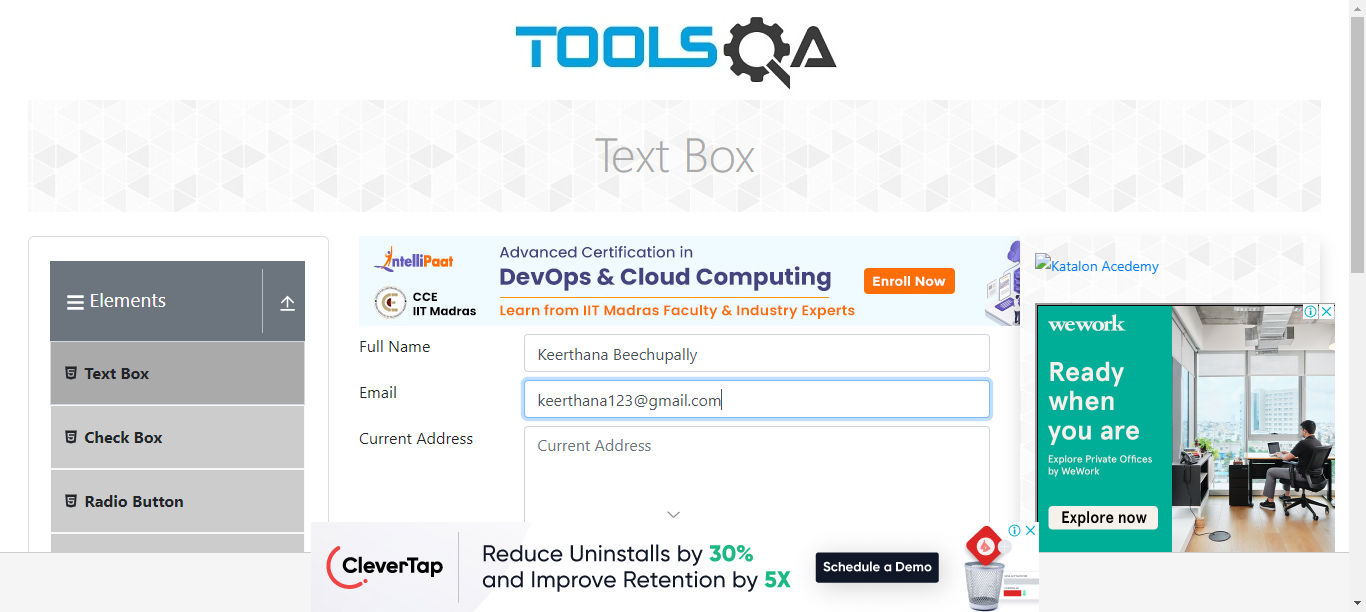 TOOLSQA
Text Box
Elements
Text Box
Check Box
Radio Button
IntelliPaat
CCE
IIT Madras
Advanced Certification in
DevOps & Cloud Computing
Learn from IIT Madras Faculty & Industry Experts
Enroll Now
Full Name
Keerthana Beechupally
Email
keerthana123@gmail.com
Current Address
Current Address
Katalon Acedemy
wework
Ready
when
you are
Explore Private Offices
by WeWork
Explore now
CleverTap
Reduce Uninstalls by 30%
and Improve Retention by 5X
Schedule a Demo